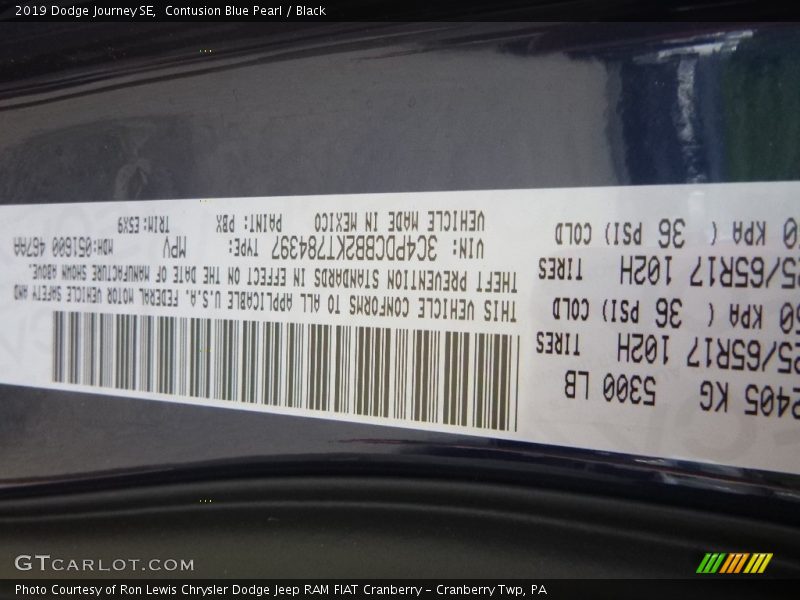 2019 Dodge Journey SE,  Contusion Blue Pearl / Black
2405 KG 5300 LB
25/65R17 102H TIRES
KPA ( 36 PSI) COLD
25/65R17 102H TIRES
KPA ( 36 PSI) COLD
THIS VEHICLE CONFORMS TO ALL APPLICABLE U.S.A. FEDERAL MOTOR VEHICLE SAFETY AND
THEFT PREVENTION STANDARDS IN EFFECT ON THE DATE OF MANUFACTURE SHOWN ABOVE.
VIN: 3C4PDCBB2KT784397 TYPE: MPV MDH:051600 467AA
VEHICLE MADE IN MEXICO PAINT: PBX TRIM: E5X9
GTCARLOT.COM
Photo Courtesy of Ron Lewis Chrysler Dodge Jeep RAM FIAT Cranberry – Cranberry Twp, PA